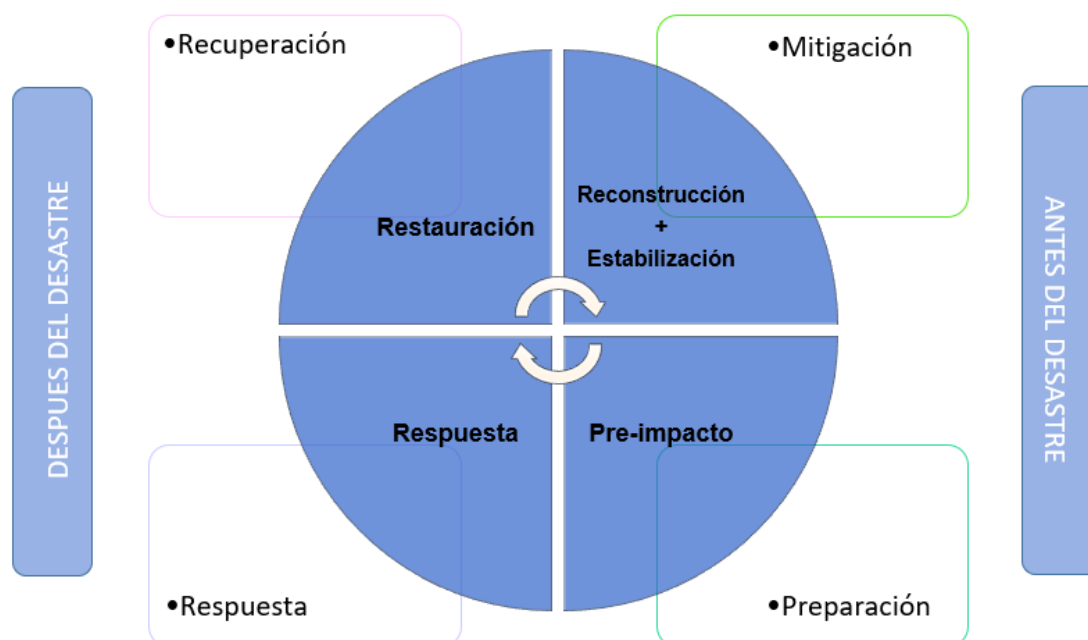 •Recuperación
•Mitigación
DESPUES DEL DESASTRE
Restauración
Reconstrucción
+
Estabilización
ANTES DEL DESASTRE
Respuesta
Pre-impacto
•Respuesta
•Preparación